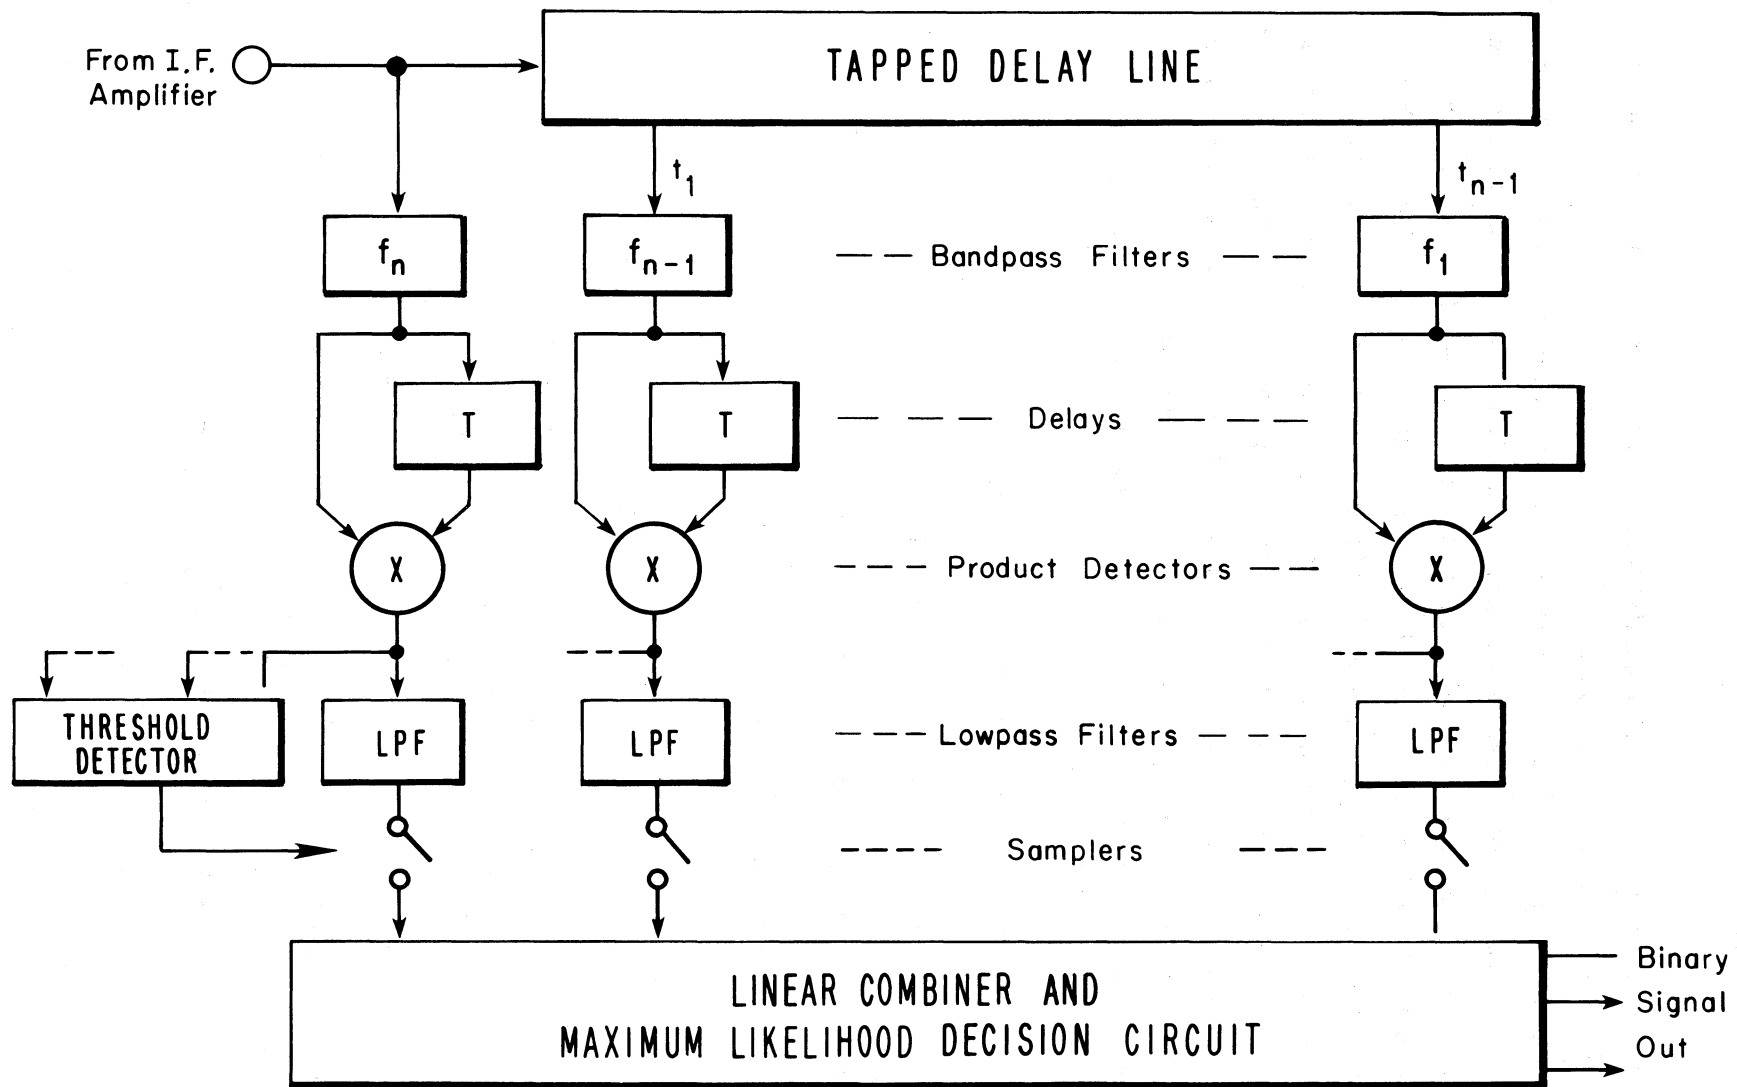 From I.F.
Amplifier
TAPPED DELAY LINE
t1
tn-1
fn
fn-1
Bandpass Filters
f1
T
T
Delays
T
X
X
Product Detectors
X
THRESHOLD
DETECTOR
LPF
LPF
Lowpass Filters
LPF
Samplers
LINEAR COMBINER AND
MAXIMUM LIKELIHOOD DECISION CIRCUIT
Binary
Signal
Out